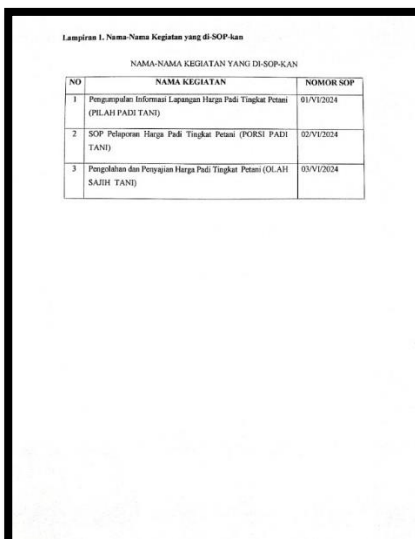 Lampiran 1. Nama-Nama Kegiatan yang di-SOP-kan
NAMA-NAMA KEGIATAN YANG DI-SOP-KAN
NO NAMA KEGIATAN NOMOR SOP
1 Pengumpulan Informasi Lapangan Harga Padi Tingkat Petani 01/VI/2024
(PILAH PADI TANI)
2 SOP Pelaporan Harga Padi Tingkat Petani (PORSI PADI 02/VI/2024
TANI)
3 Pengolahan dan Penyajian Harga Padi Tingkat Petani (OLAH 03/VI/2024
SAJIH TANI)